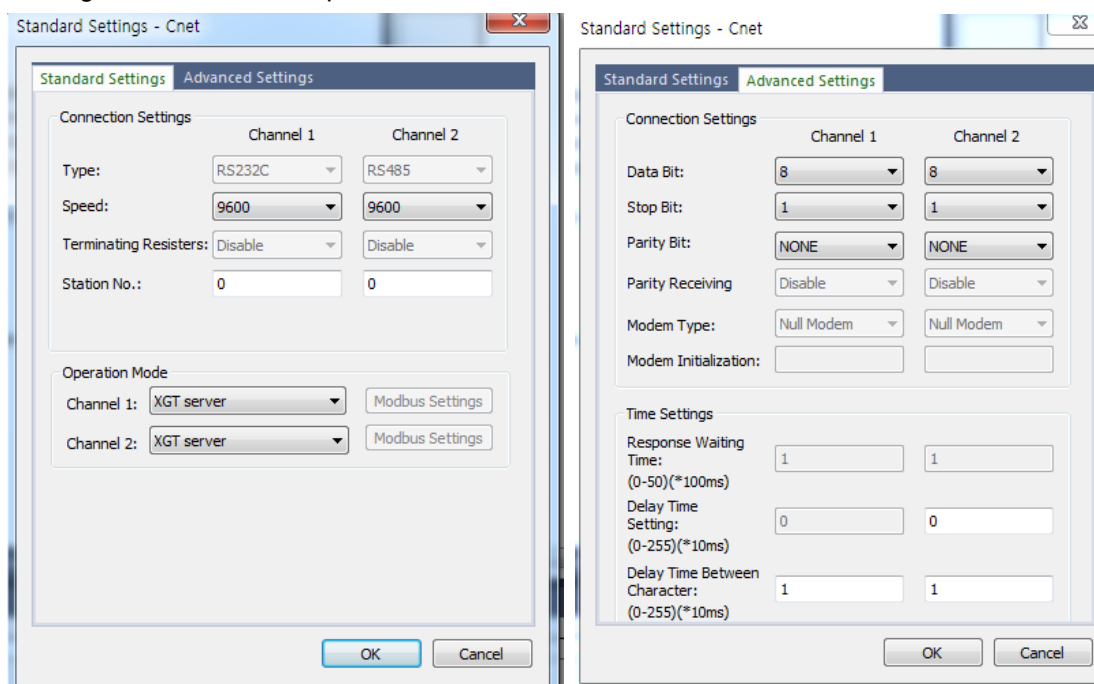 Standard Settings - Cnet
Standard Settings Advanced Settings
Connection Settings
Channel 1 Channel 2
Type: RS232C RS485
Speed: 9600 9600
Terminating Resisters: Disable Disable
Station No.: 0 0
Operation Mode
Channel 1: XGT server Modbus Settings
Channel 2: XGT server Modbus Settings
OK Cancel
Standard Settings - Cnet
Standard Settings Advanced Settings
Connection Settings
Channel 1 Channel 2
Data Bit: 8 8
Stop Bit: 1 1
Parity Bit: NONE NONE
Parity Receiving Disable Disable
Modem Type: Null Modem Null Modem
Modem Initialization:
Time Settings
Response Waiting
Time: 1 1
(0-50)(*100ms)
Delay Time
Setting: 0 0
(0-255)(*10ms)
Delay Time Between
Character: 1 1
(0-255)(*10ms)
OK Cancel